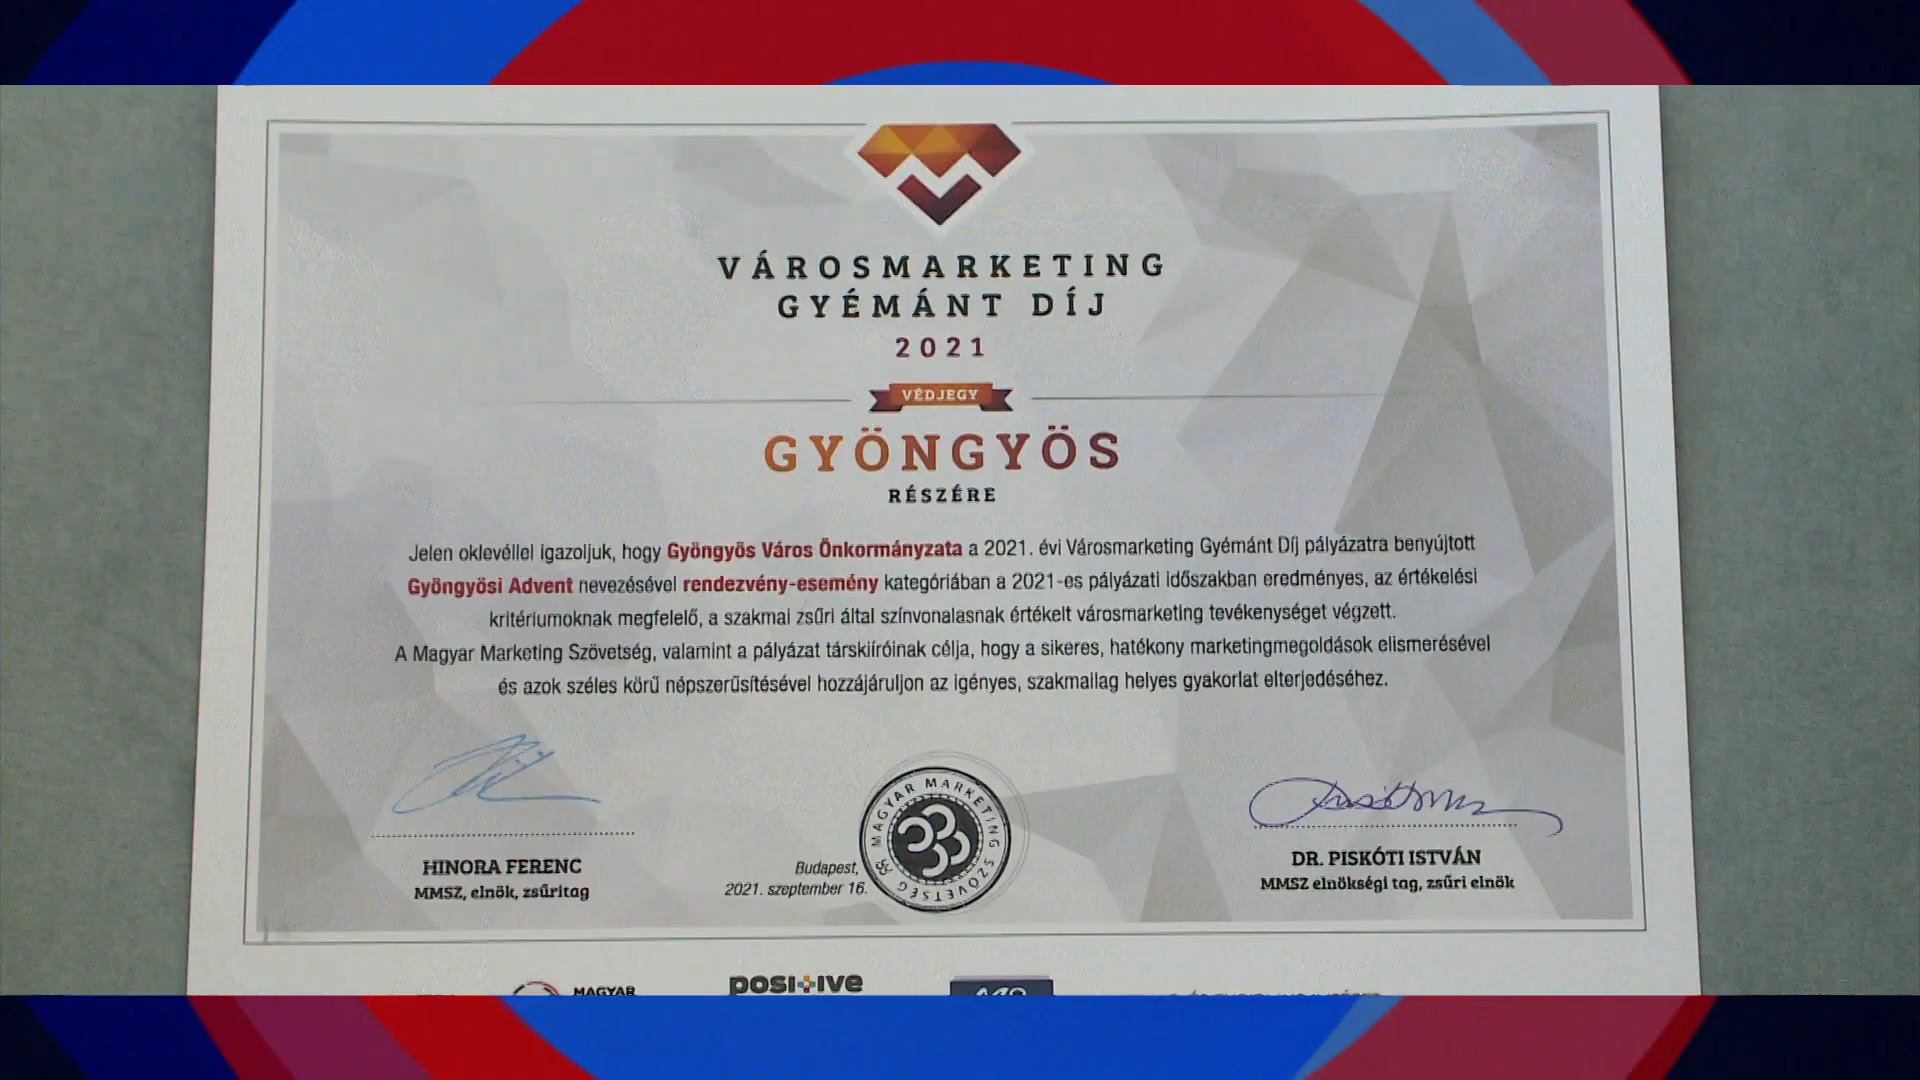 VÁROSMARKETING
GYÉMÁNT DÍJ
2021
VÉDJEGY
GYÖNGYÖS
RÉSZÉRE
Jelen oklevéllel igazoljuk, hogy Gyöngyös Város Önkormányzata a 2021. évi Városmarketing Gyémánt Díj pályázatra benyújtott
Gyöngyösi Advent nevezésével rendezvény-esemény kategóriában a 2021-es pályázati időszakban eredményes, az értékelési
kritériumoknak megfelelő, a szakmai zsűri által színvonalasnak értékelt városmarketing tevékenységet végzett.
A Magyar Marketing Szövetség, valamint a pályázat társkiíróinak célja, hogy a sikeres, hatékony marketingmegoldások elismerésével
és azok széles körű népszerűsítésével hozzájáruljon az igényes, szakmailag helyes gyakorlat elterjedéséhez.
HINORA FERENC
MMSZ, elnök, zsűritag
Budapest,
2021. szeptember 16.
MAGYAR MARKETING SZÖVETSÉG
DR. PISKÓTI ISTVÁN
MMSZ elnökségi tag, zsűri elnök
MAGYAR
positive